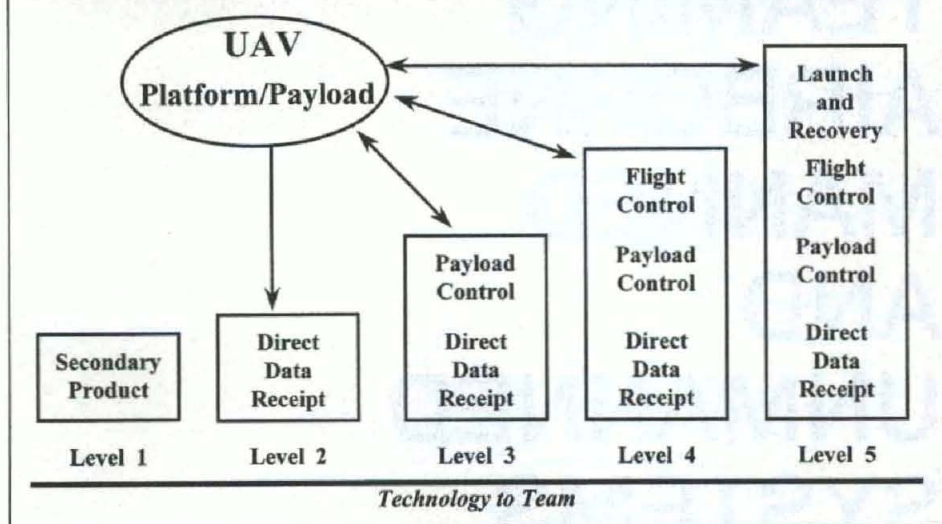 UAV
Platform/Payload
Launch
and
Recovery
Flight
Control
Payload
Control
Direct
Data
Receipt
Flight
Control
Payload
Control
Direct
Data
Receipt
Payload
Control
Direct
Data
Receipt
Direct
Data
Receipt
Secondary
Product
Level 1
Level 2
Level 3
Level 4
Level 5
Technology to Team